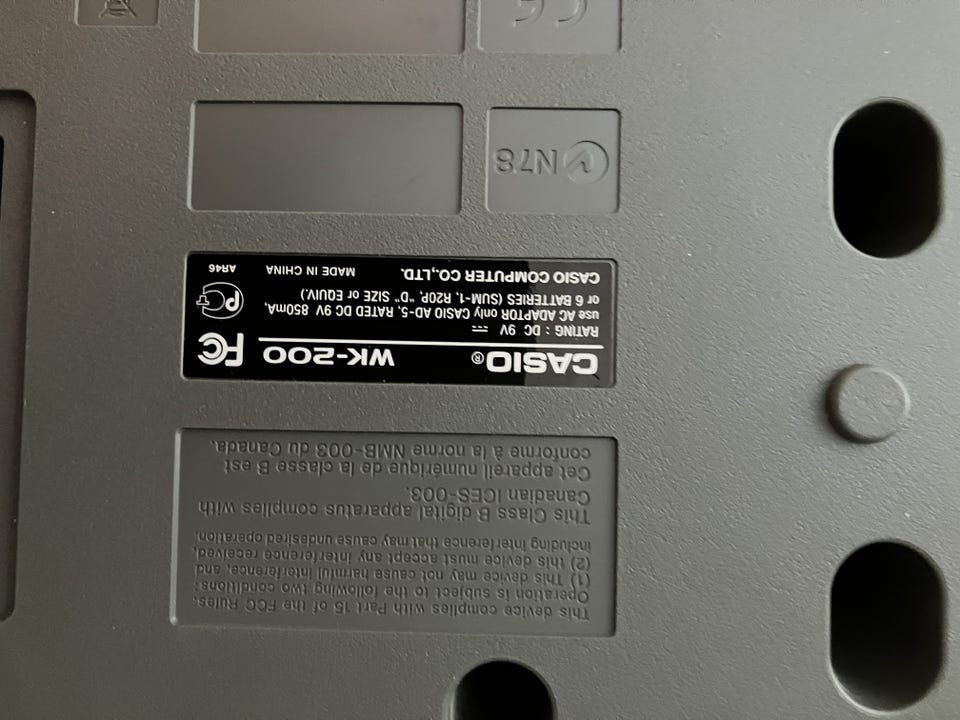 This device complies with Part 15 of the FCC Rules.
Operation is subject to the following two conditions:
(1) This device may not cause harmful interference, and
(2) this device must accept any interference received,
including interference that may cause undesired operation.
This Class B digital apparatus complies with
Canadian ICES-003.
Cet appareil numérique de la classe B est
conforme à la norme NMB-003 du Canada.
CASIO® WK-200 FC
RATING : DC 9V ⎓
use AC ADAPTOR only CASIO AD-5, RATED DC 9V 850mA,
or 6 BATTERIES (SUM-1, R20P, "D" SIZE or EQUIV.)
PCT
CASIO COMPUTER CO.,LTD. MADE IN CHINA AR46
N78
CE